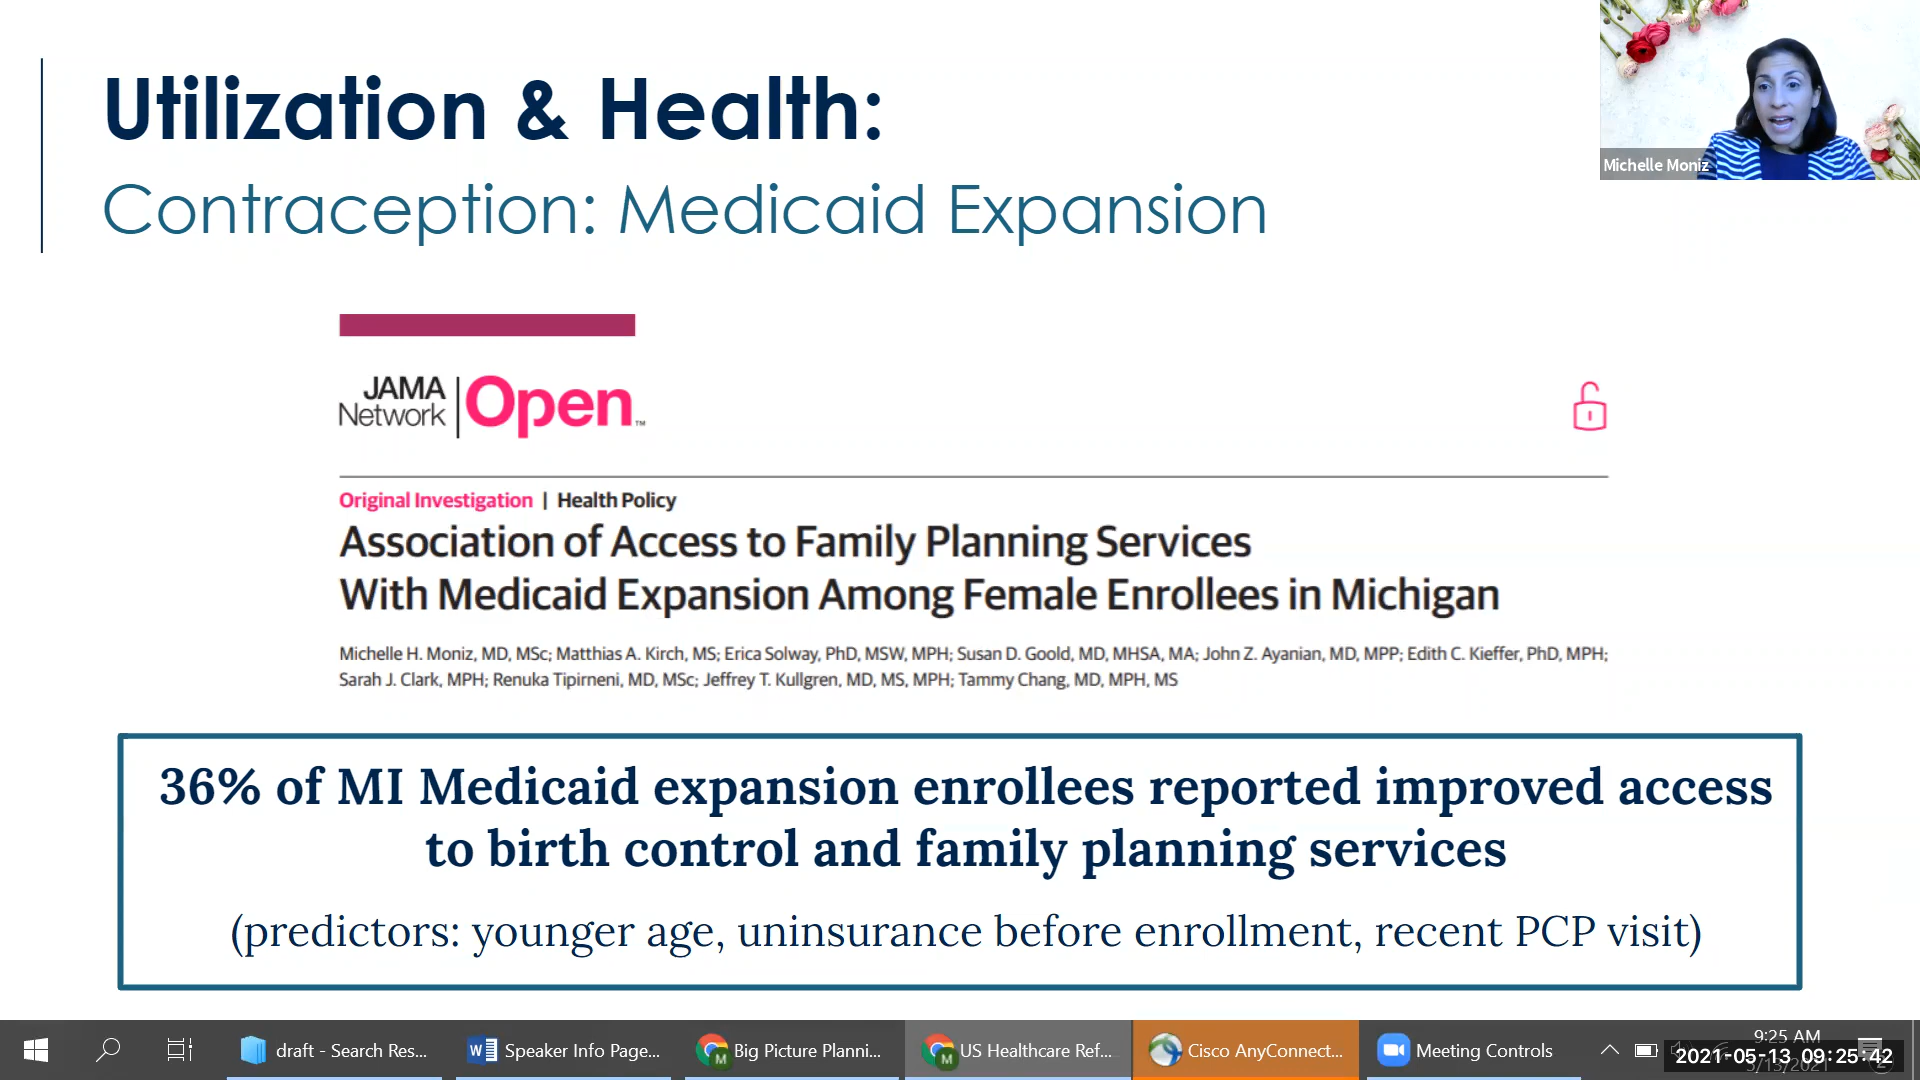 Utilization & Health:
Contraception: Medicaid Expansion
Michelle Moniz
JAMA
Network
Open™
Original Investigation | Health Policy
Association of Access to Family Planning Services
With Medicaid Expansion Among Female Enrollees in Michigan
Michelle H. Moniz, MD, MSc; Matthias A. Kirch, MS; Erica Solway, PhD, MSW, MPH; Susan D. Goold, MD, MHSA, MA; John Z. Ayanian, MD, MPP; Edith C. Kieffer, PhD, MPH;
Sarah J. Clark, MPH; Renuka Tipirneni, MD, MSc; Jeffrey T. Kullgren, MD, MS, MPH; Tammy Chang, MD, MPH, MS
36% of MI Medicaid expansion enrollees reported improved access
to birth control and family planning services
(predictors: younger age, uninsurance before enrollment, recent PCP visit)
draft - Search Res...
Speaker Info Page...
Big Picture Planni...
US Healthcare Ref...
Cisco AnyConnect...
Meeting Controls
9:25 AM
2021-05-13 09:25:42